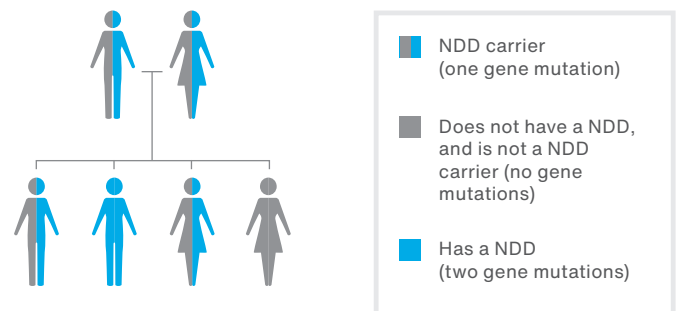 NDD carrier
(one gene mutation)
Does not have a NDD,
and is not a NDD
carrier (no gene
mutations)
Has a NDD
(two gene mutations)